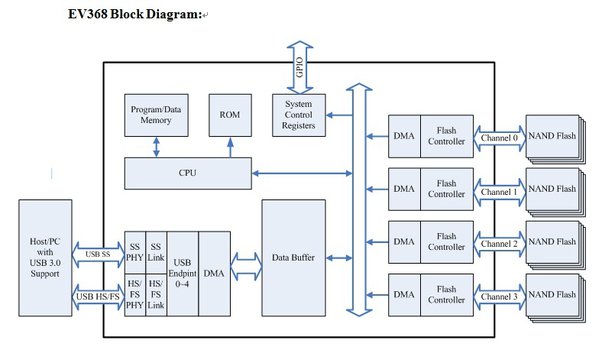 EV368 Block Diagram:
GPIO
Program/Data
Memory
ROM
System
Control
Registers
CPU
DMA
Flash
Controller
Channel 0
NAND Flash
DMA
Flash
Controller
Channel 1
NAND Flash
DMA
Flash
Controller
Channel 2
NAND Flash
DMA
Flash
Controller
Channel 3
NAND Flash
Host/PC
with
USB 3.0
Support
USB SS
USB HS/FS
SS
PHY
SS
Link
HS/
FS
PHY
HS/
FS
Link
USB
Endpint
0~4
DMA
Data Buffer